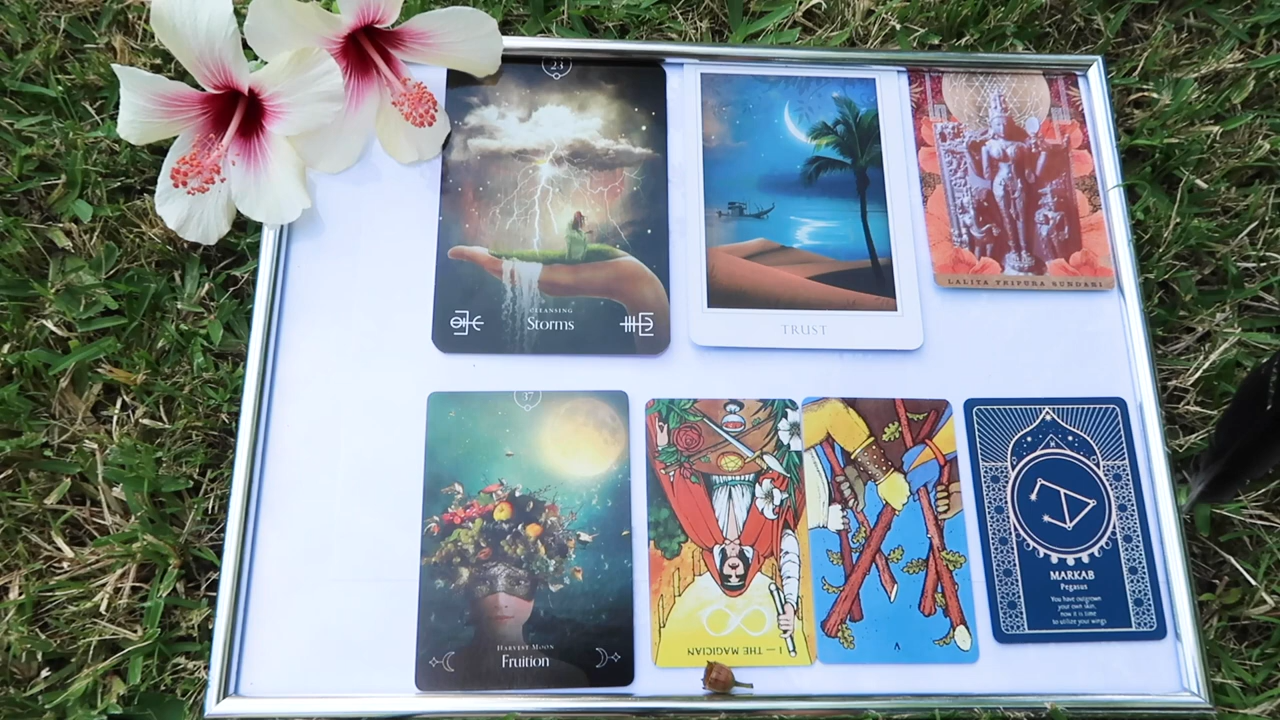 23
CLEANSING
Storms
TRUST
LALITA TRIPURA SUNDARI
37
HARVEST MOON
Fruition
I — THE MAGICIAN
V
MARKAB
Pegasus
You have outgrown
your own skin,
now it is time
to utilize your wings